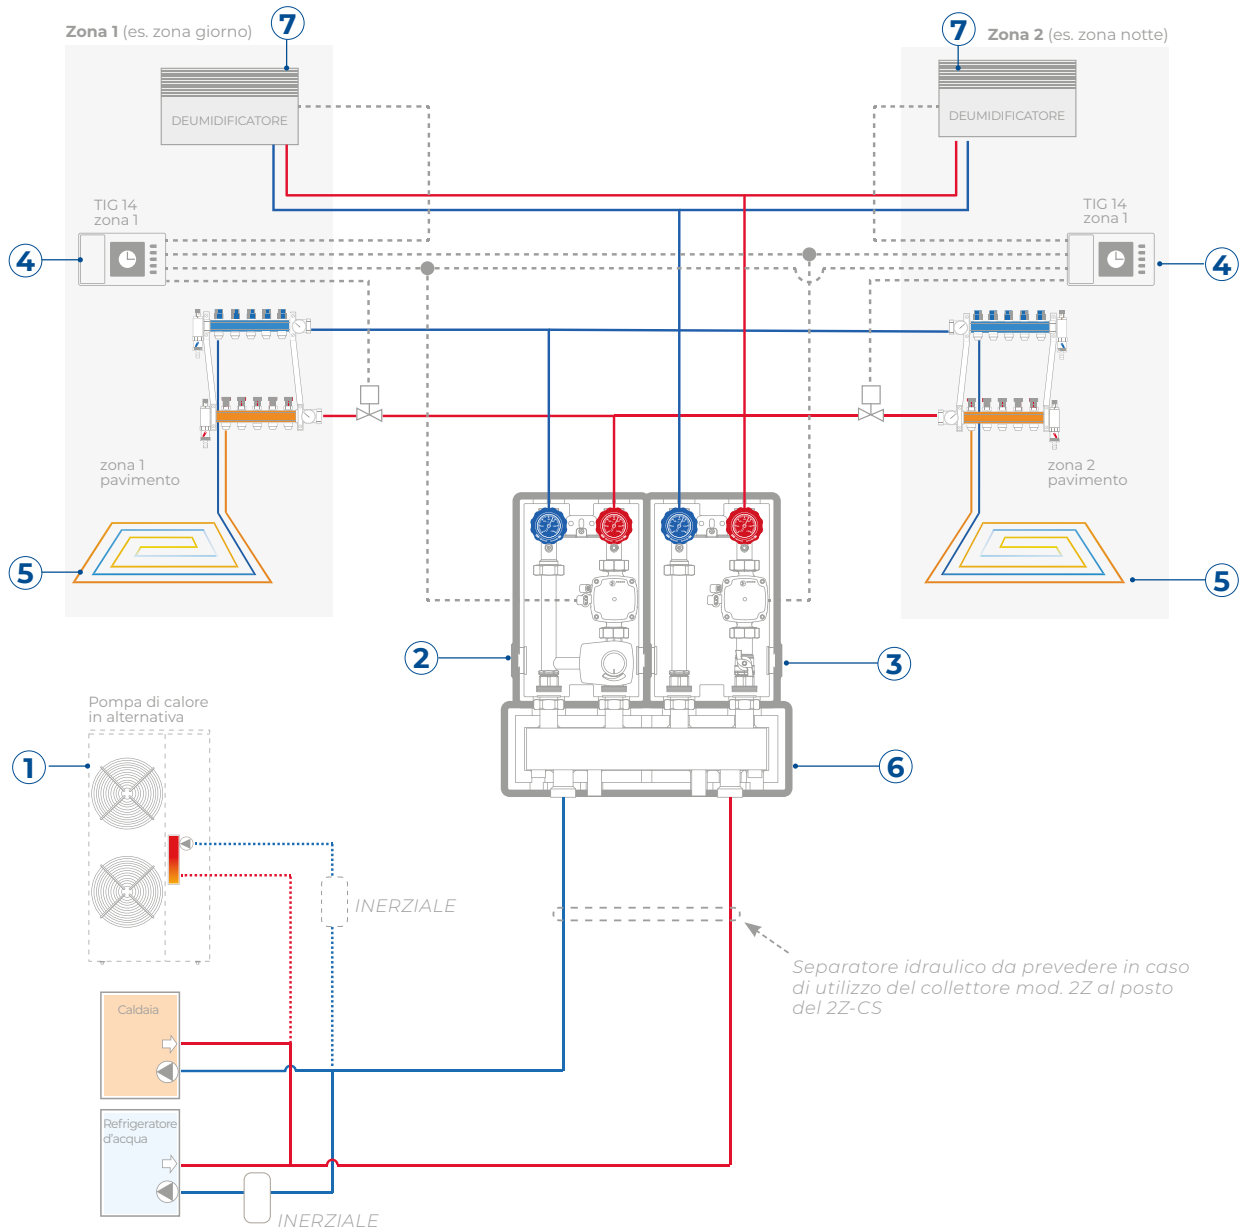 Zona 1 (es. zona giorno)
7
7
Zona 2 (es. zona notte)
DEUMIDIFICATORE
DEUMIDIFICATORE
TIG 14
zona 1
TIG 14
zona 1
4
4
zona 1
pavimento
zona 2
pavimento
5
5
2
3
Pompa di calore
in alternativa
1
6
INERZIALE
Separatore idraulico da prevedere in caso
di utilizzo del collettore mod. 2Z al posto
del 2Z-CS
Caldaia
Refrigeratore
d'acqua
INERZIALE